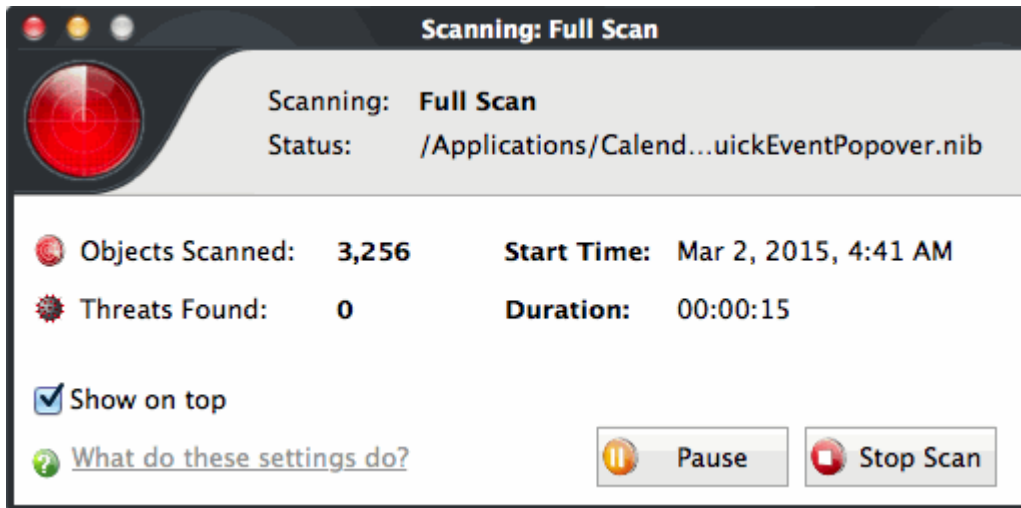 Scanning: Full Scan
Scanning: Full Scan
Status: /Applications/Calend...uickEventPopover.nib
Objects Scanned: 3,256 Start Time: Mar 2, 2015, 4:41 AM
Threats Found: 0 Duration: 00:00:15
Show on top
What do these settings do?
Pause Stop Scan